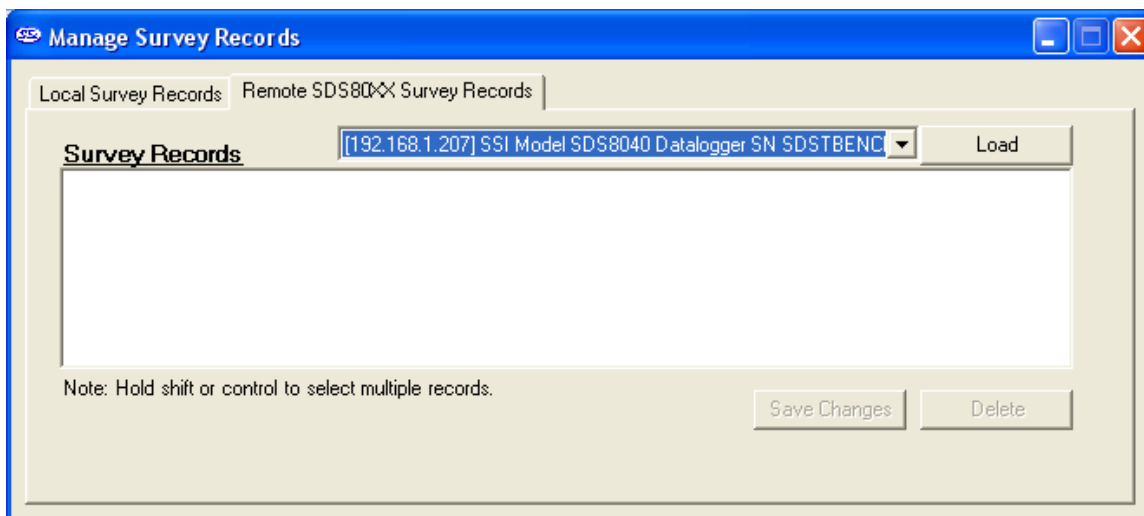 Manage Survey Records
Local Survey Records Remote SDS80XX Survey Records
Survey Records [192.168.1.207] SSI Model SDS8040 Datalogger SN SDSTBENC Load
Note: Hold shift or control to select multiple records.
Save Changes Delete